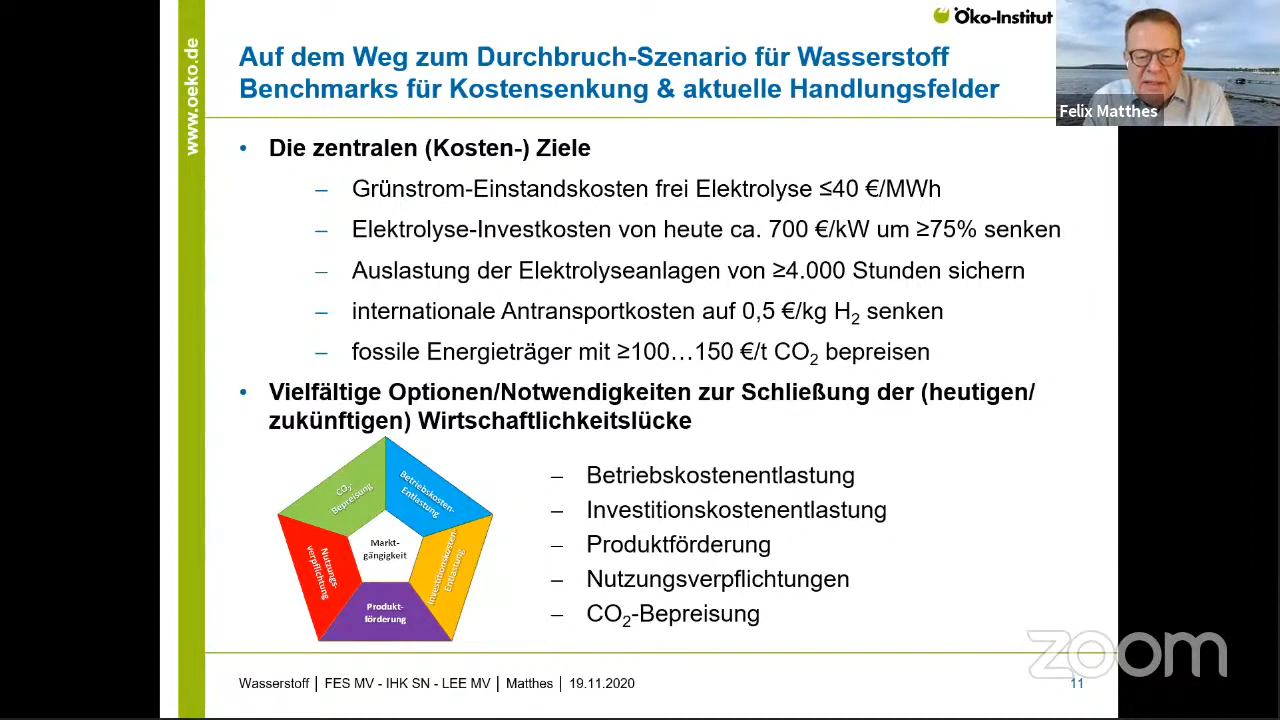 Öko-Institut
www.oeko.de
Auf dem Weg zum Durchbruch-Szenario für Wasserstoff
Benchmarks für Kostensenkung & aktuelle Handlungsfelder
Felix Matthes
• Die zentralen (Kosten-) Ziele
– Grünstrom-Einstandskosten frei Elektrolyse ≤40 €/MWh
– Elektrolyse-Investkosten von heute ca. 700 €/kW um ≥75% senken
– Auslastung der Elektrolyseanlagen von ≥4.000 Stunden sichern
– internationale Antransportkosten auf 0,5 €/kg H₂ senken
– fossile Energieträger mit ≥100…150 €/t CO₂ bepreisen
• Vielfältige Optionen/Notwendigkeiten zur Schließung der (heutigen/
zukünftigen) Wirtschaftlichkeitslücke
CO₂-
Bepreisung
Betriebskosten-
Entlastung
Investitionskosten-
Entlastung
Produkt-
förderung
Nutzungs-
verpflichtung
Markt-
gängigkeit
– Betriebskostenentlastung
– Investitionskostenentlastung
– Produktförderung
– Nutzungsverpflichtungen
– CO₂-Bepreisung
zoom
Wasserstoff | FES MV - IHK SN - LEE MV | Matthes | 19.11.2020
11